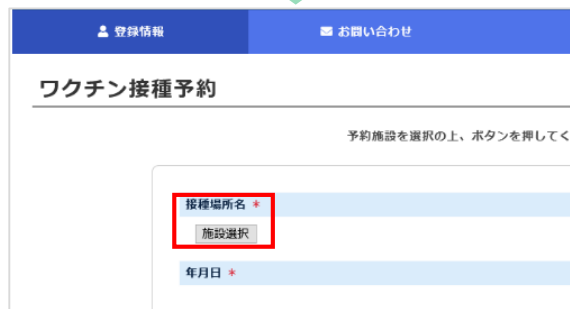 登録情報
お問い合わせ
ワクチン接種予約
予約施設を選択の上、ボタンを押してく
接種場所名 *
施設選択
年月日 *